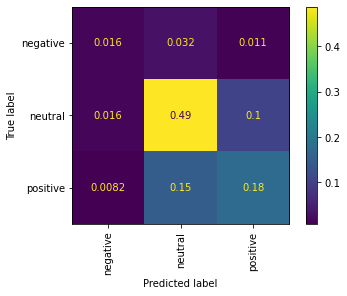 negative 0.016 0.032 0.011
neutral 0.016 0.49 0.1
positive 0.0082 0.15 0.18
negative
neutral
positive
Predicted label
True label
0.4
0.3
0.2
0.1